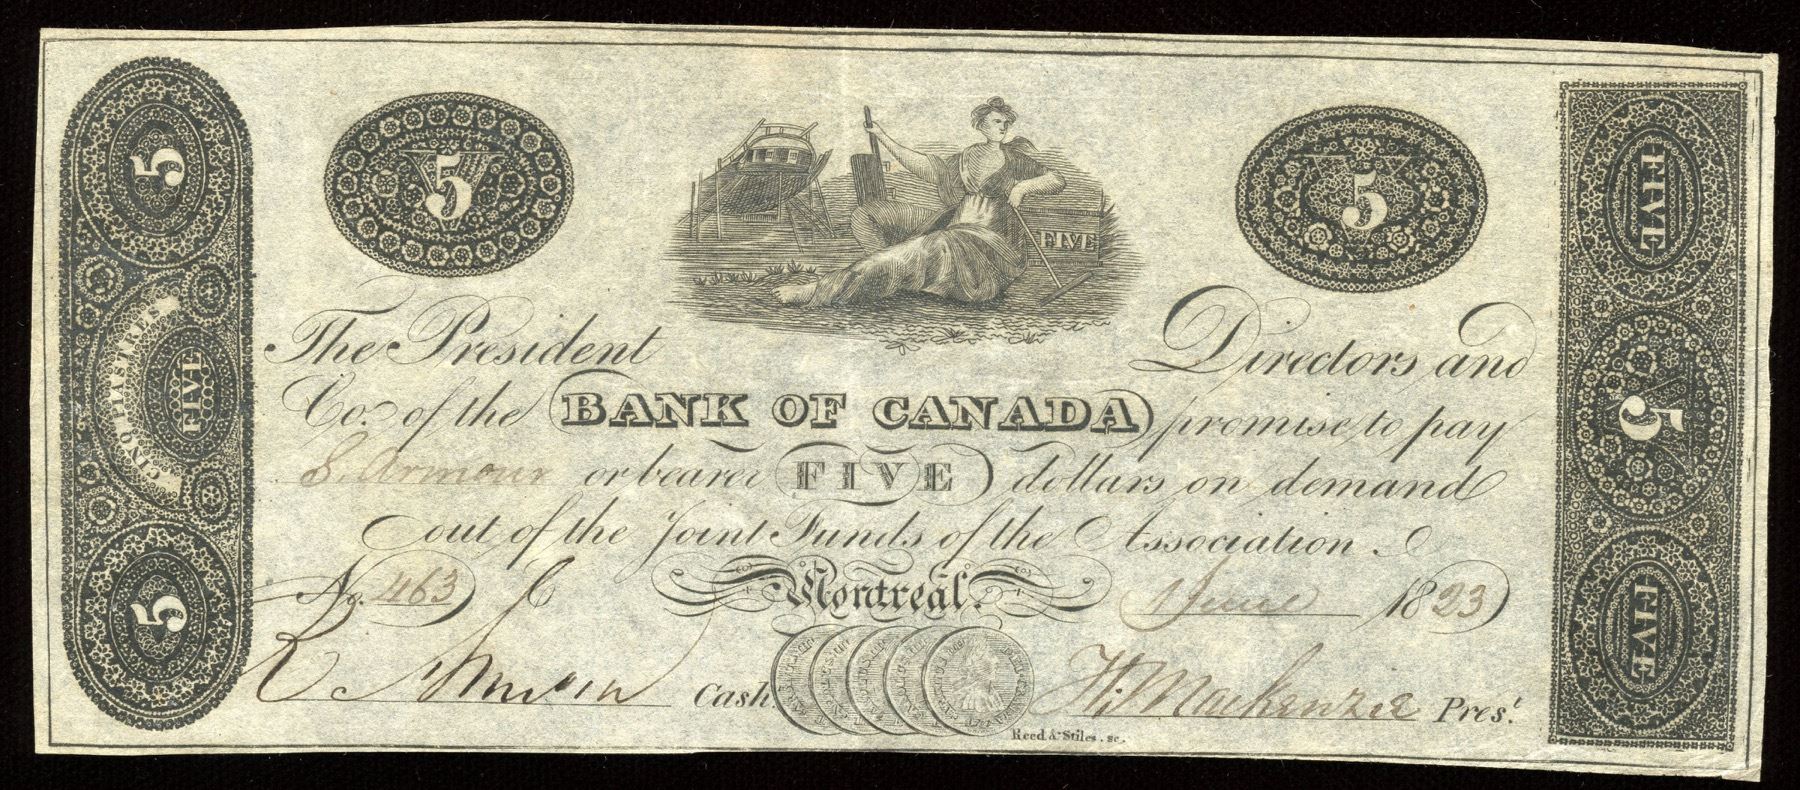 5
CINQ PIASTRES
FIVE
5
5
5
FIVE
FIVE
5
FIVE
The President Directors and
Co. of the BANK OF CANADA promise to pay
S. Armour or bearer FIVE dollars on demand
out of the Joint Funds of the Association.
No. 463 Montreal. 1 June 1823
Cash. H. Mackenzie Pres.t
Reed & Stiles. sc.